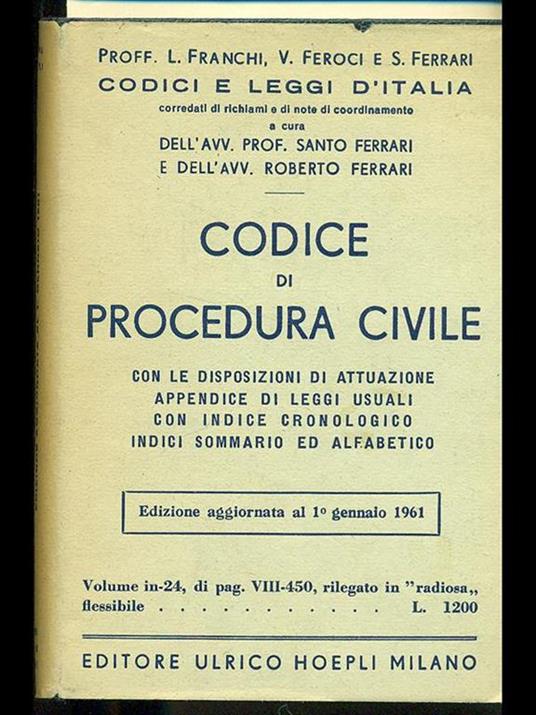 PROFF. L. FRANCHI, V. FEROCI E S. FERRARI
CODICI E LEGGI D'ITALIA
corredati di richiami e di note di coordinamento
a cura
DELL'AVV. PROF. SANTO FERRARI
E DELL'AVV. ROBERTO FERRARI
CODICE
DI
PROCEDURA CIVILE
CON LE DISPOSIZIONI DI ATTUAZIONE
APPENDICE DI LEGGI USUALI
CON INDICE CRONOLOGICO
INDICI SOMMARIO ED ALFABETICO
Edizione aggiornata al 1º gennaio 1961
Volume in-24, di pag. VIII-450, rilegato in "radiosa„
flessibile . . . . . . . . . . . . L. 1200
EDITORE ULRICO HOEPLI MILANO